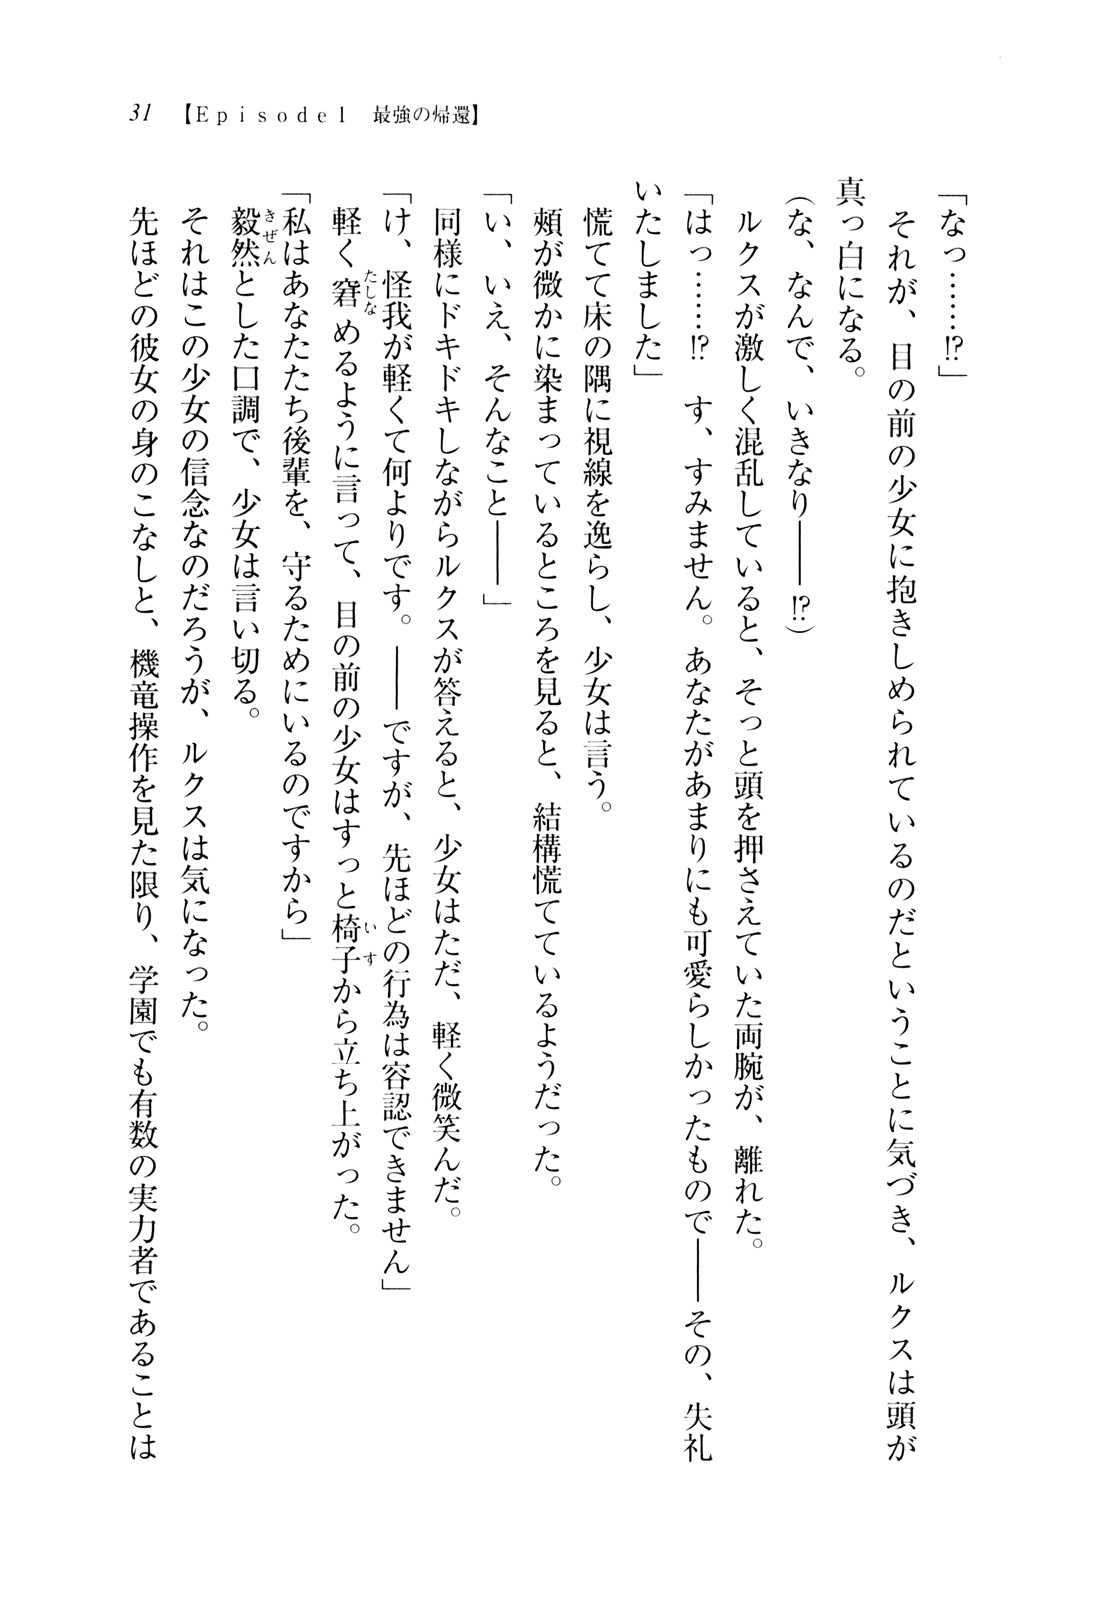 31 【Episode1　最強の帰還】
「なっ……!?」
それが、目の前の少女に抱きしめられているのだということに気づき、ルクスは頭が
真っ白になる。
（な、なんで、いきなり――!?）
ルクスが激しく混乱していると、そっと頭を押さえていた両腕が、離れた。
「はっ……!?　す、すみません。あなたがあまりにも可愛らしかったもので――その、失礼
いたしました」
慌てて床の隅に視線を逸らし、少女は言う。
頰が微かに染まっているところを見ると、結構慌てているようだった。
「い、いえ、そんなこと――」
同様にドキドキしながらルクスが答えると、少女はただ、軽く微笑んだ。
「け、怪我が軽くて何よりです。――ですが、先ほどの行為は容認できません」
軽く窘めるように言って、目の前の少女はすっと椅子から立ち上がった。
「私はあなたたち後輩を、守るためにいるのですから」
毅然とした口調で、少女は言い切る。
それはこの少女の信念なのだろうが、ルクスは気になった。
先ほどの彼女の身のこなしと、機竜操作を見た限り、学園でも有数の実力者であることは